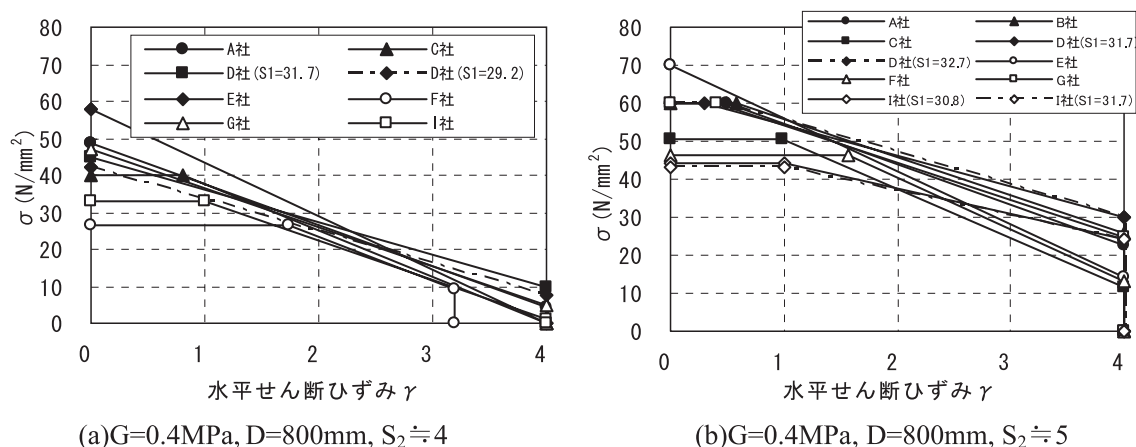 80
70
60
50
40
30
20
10
0
σ (N/mm²)
A社
C社
D社(S1=31.7)
D社(S1=29.2)
E社
F社
G社
I社
0 1 2 3 4
水平せん断ひずみγ
(a)G=0.4MPa, D=800mm, S₂≒4
80
70
60
50
40
30
20
10
0
σ (N/mm²)
A社
B社
C社
D社(S1=31.7)
D社(S1=32.7)
E社
F社
G社
I社(S1=30.8)
I社(S1=31.7)
0 1 2 3 4
水平せん断ひずみγ
(b)G=0.4MPa, D=800mm, S₂≒5